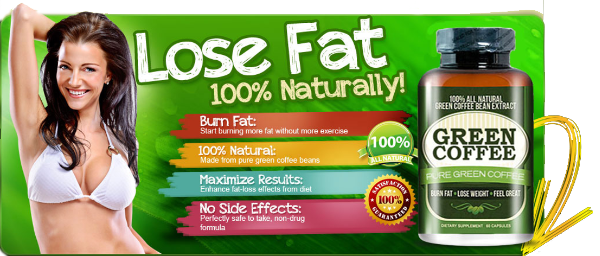 Lose Fat
100% Naturally!
Burn Fat:
Start burning more fat without more exercise
100% Natural:
Made from pure green coffee beans
Maximize Results:
Enhance fat-loss effects from diet
No Side Effects:
Perfectly safe to take, non-drug
formula
100%
ALL NATURAL
SATISFACTION
100%
GUARANTEED
100% ALL NATURAL
GREEN COFFEE BEAN EXTRACT
GREEN
COFFEE
PURE GREEN COFFEE
BURN FAT • LOSE WEIGHT • FEEL GREAT
DIETARY SUPPLEMENT 60 CAPSULES